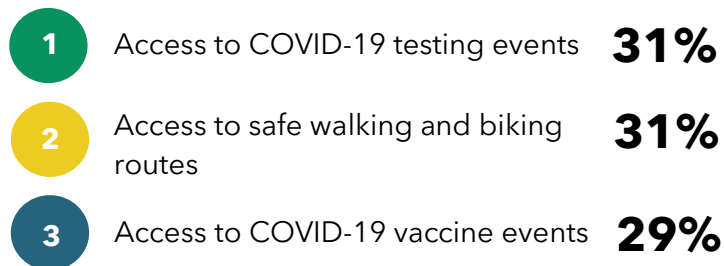 1 Access to COVID-19 testing events 31%
2 Access to safe walking and biking 31%
routes
3 Access to COVID-19 vaccine events 29%